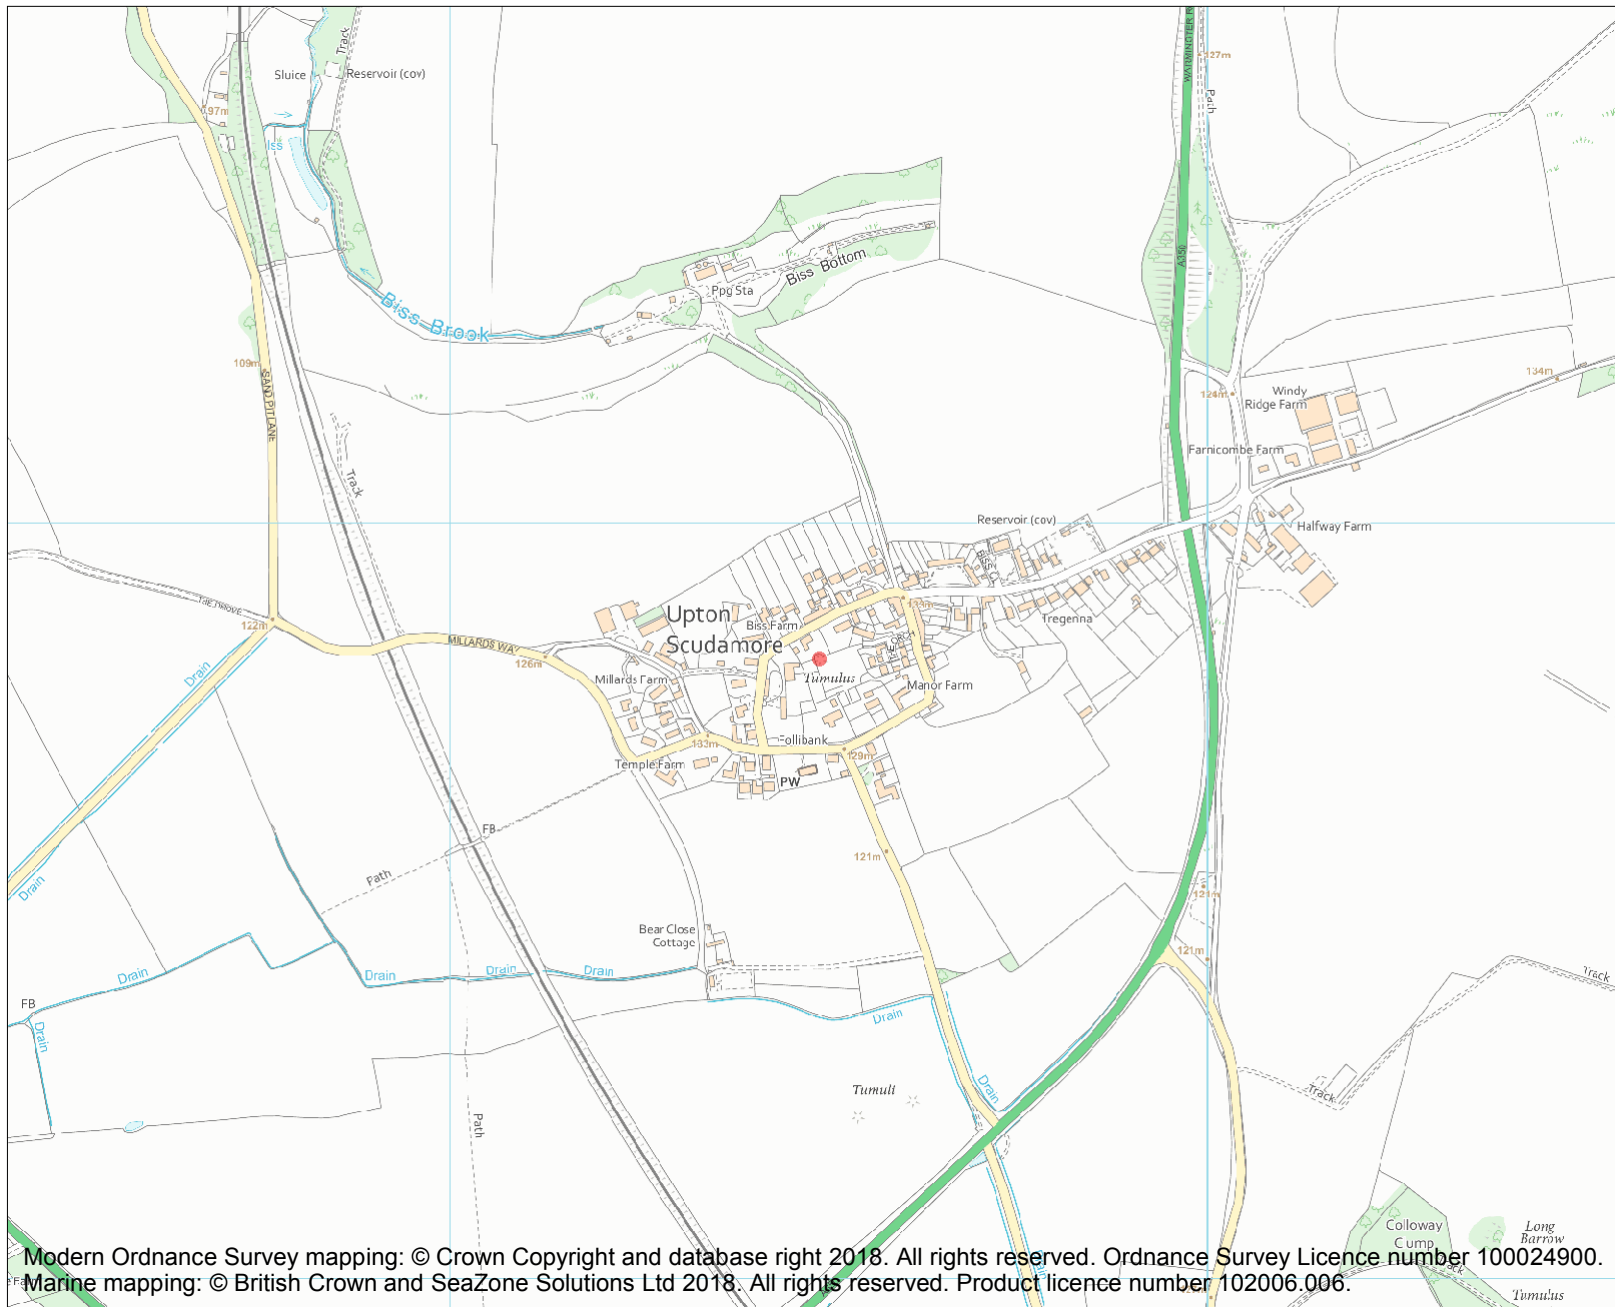 WARMINGTER R
127m
Path
Track
Sluice
Reservoir (cov)
97m
Iss
A350
Biss Bottom
Ppg Sta
Biss Brook
109m
SAND PIT LANE
134m
Windy
Ridge Farm
124m
Farnicombe Farm
Track
Reservoir (cov)
Halfway Farm
122m
Upton
Scudamore
Biss Farm
134m
Tregenna
MILLARDS WAY
126m
Drain
Millards Farm
Tumulus
Manor Farm
133m
Follibank
129m
Temple Farm
PW
FB
121m
Path
Drain
121m
Bear Close
Cottage
121m
Drain
Drain
Drain
Drain
Track
FB
Drain
Drain
Tumuli
Drain
Track
Path
Colloway
Clump
Long
Barrow
Modern Ordnance Survey mapping: © Crown Copyright and database right 2018. All rights reserved. Ordnance Survey Licence number 100024900.
Marine mapping: © British Crown and SeaZone Solutions Ltd 2018. All rights reserved. Product licence number 102006.006.
Tumulus